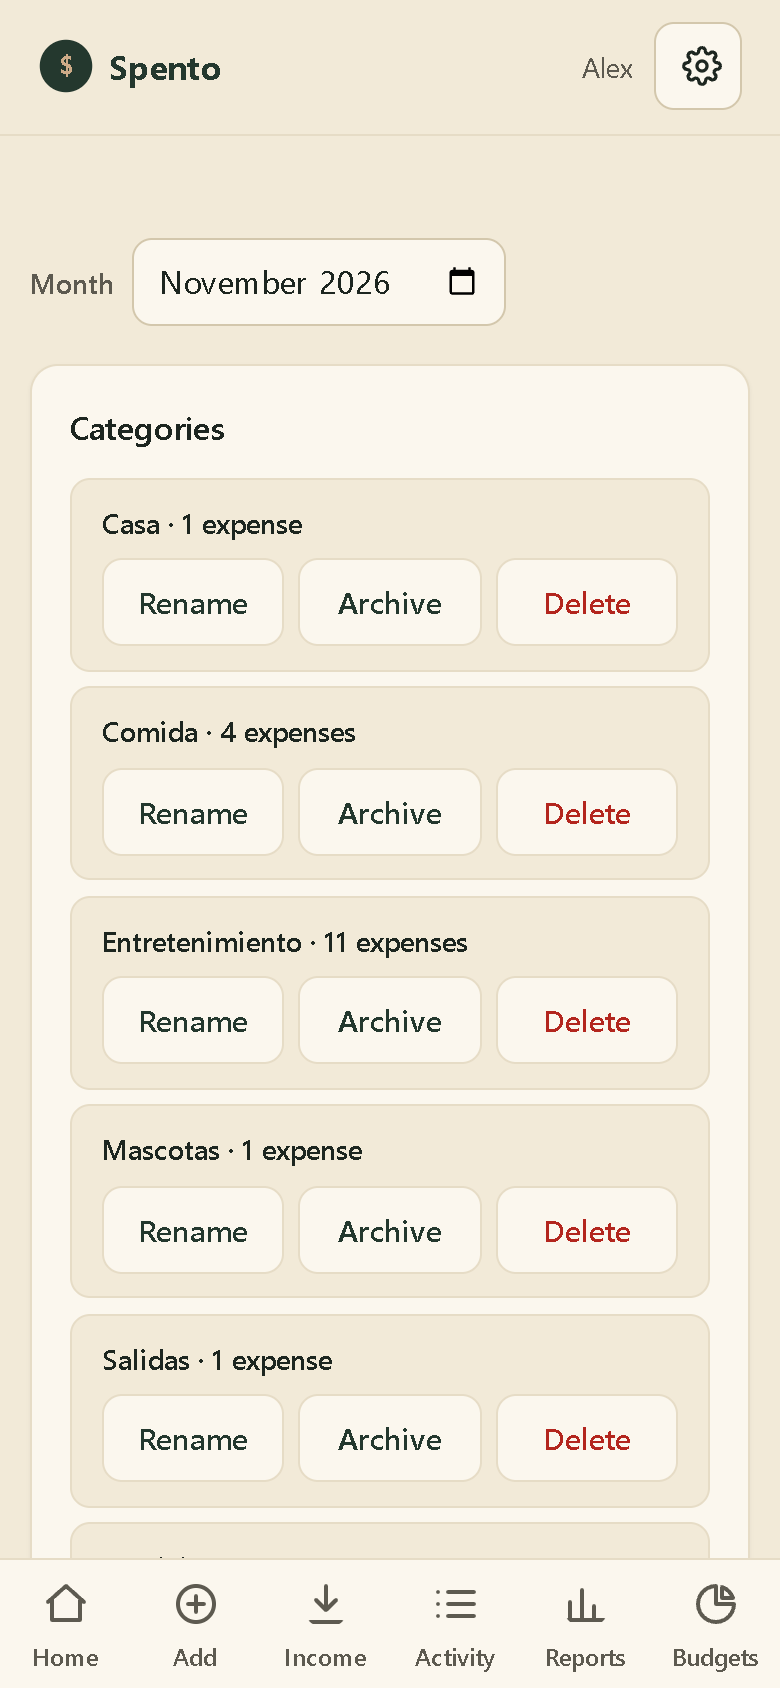 $ Spento
Alex
Month
November 2026
Categories
Casa · 1 expense
Rename Archive Delete
Comida · 4 expenses
Rename Archive Delete
Entretenimiento · 11 expenses
Rename Archive Delete
Mascotas · 1 expense
Rename Archive Delete
Salidas · 1 expense
Rename Archive Delete
Home Add Income Activity Reports Budgets